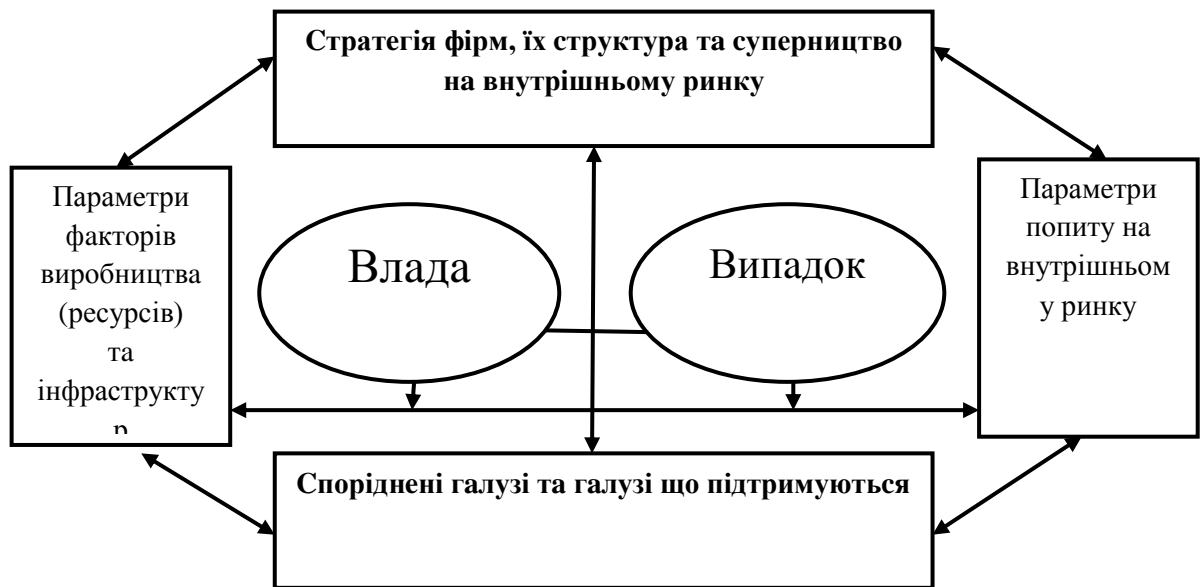 Стратегія фірм, їх структура та суперництво
на внутрішньому ринку
Параметри
факторів
виробництва
(ресурсів)
та
інфраструкту
р
Влада
Випадок
Параметри
попиту на
внутрішньом
у ринку
Споріднені галузі та галузі що підтримуються